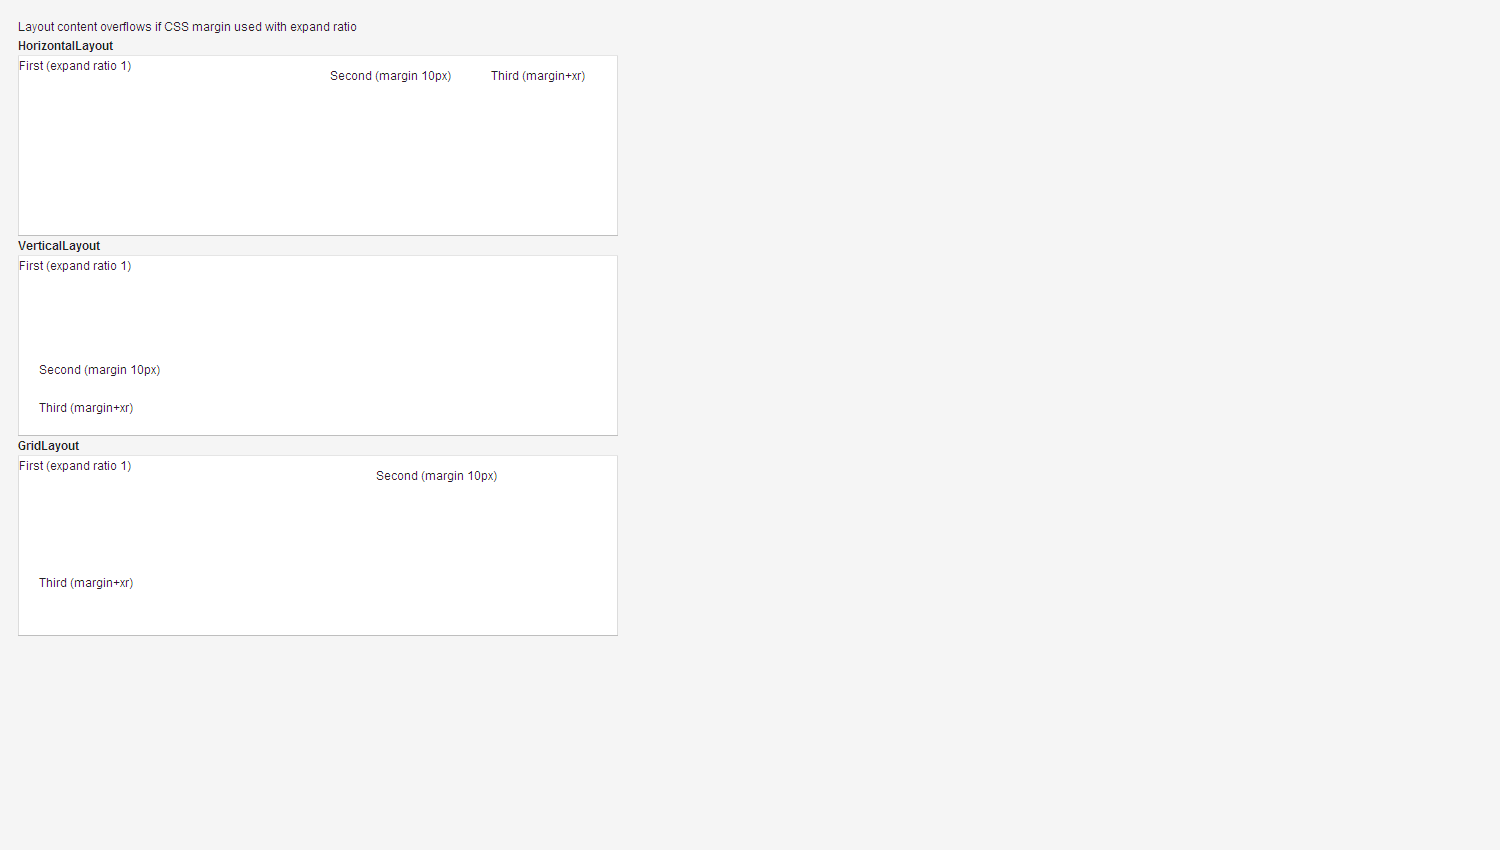 Layout content overflows if CSS margin used with expand ratio
HorizontalLayout
First (expand ratio 1)
Second (margin 10px)
Third (margin+xr)
VerticalLayout
First (expand ratio 1)
Second (margin 10px)
Third (margin+xr)
GridLayout
First (expand ratio 1)
Second (margin 10px)
Third (margin+xr)